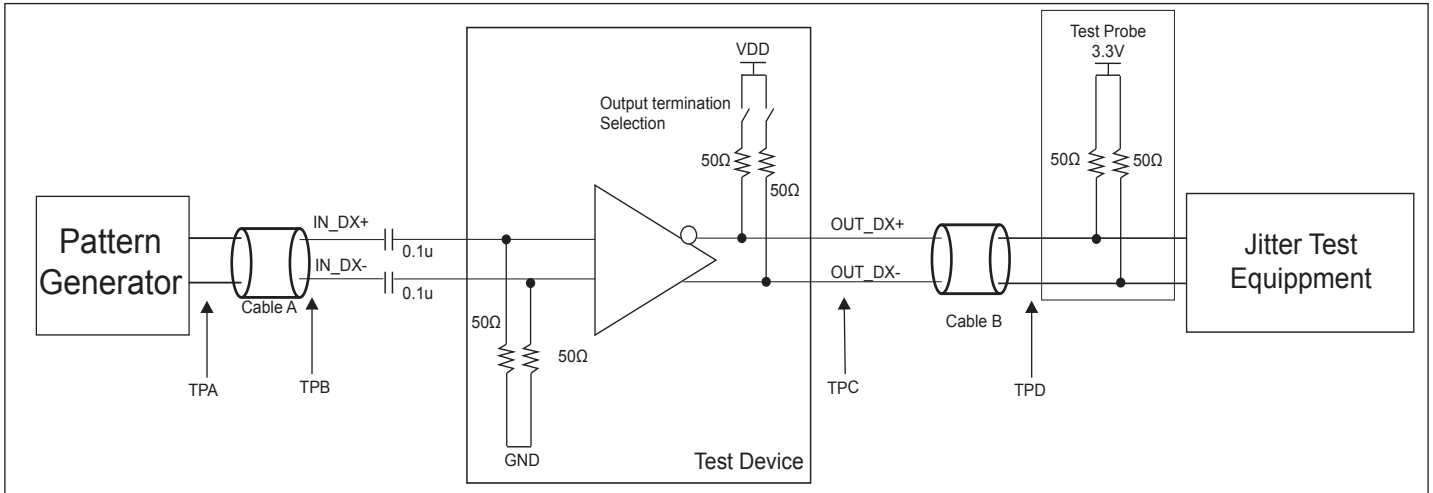 Test Probe
3.3V
VDD
Output termination
Selection
50Ω
50Ω
50Ω
50Ω
Pattern
Generator
IN_DX+
0.1u
IN_DX-
0.1u
Cable A
OUT_DX+
OUT_DX-
Cable B
Jitter Test
Equippment
50Ω
50Ω
TPA
TPB
TPC
TPD
GND
Test Device